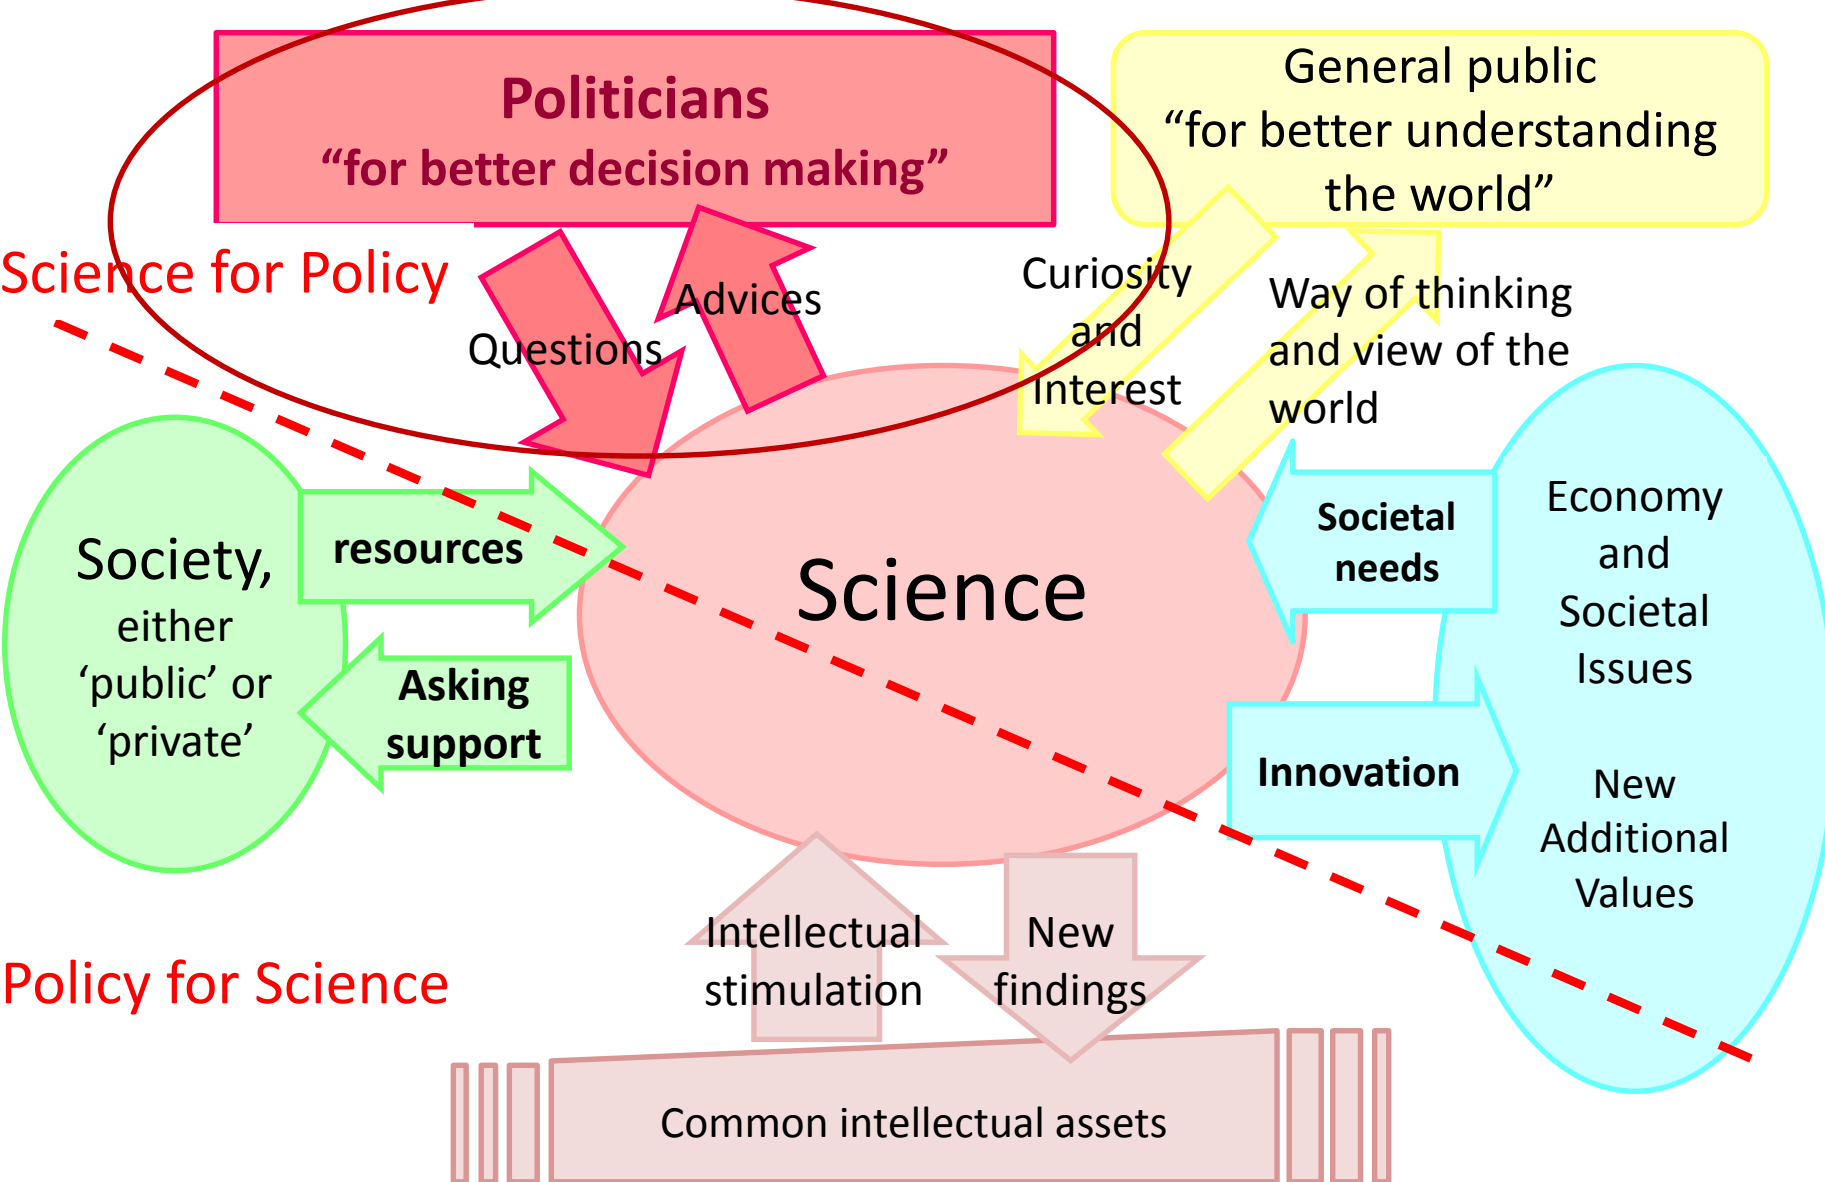 Politicians
“for better decision making”
General public
“for better understanding
the world”
Science for Policy
Questions
Advices
Curiosity
and
Interest
Way of thinking
and view of the
world
Society,
either
‘public’ or
‘private’
resources
Asking
support
Science
Societal
needs
Innovation
Economy
and
Societal
Issues
New
Additional
Values
Policy for Science
Intellectual
stimulation
New
findings
Common intellectual assets